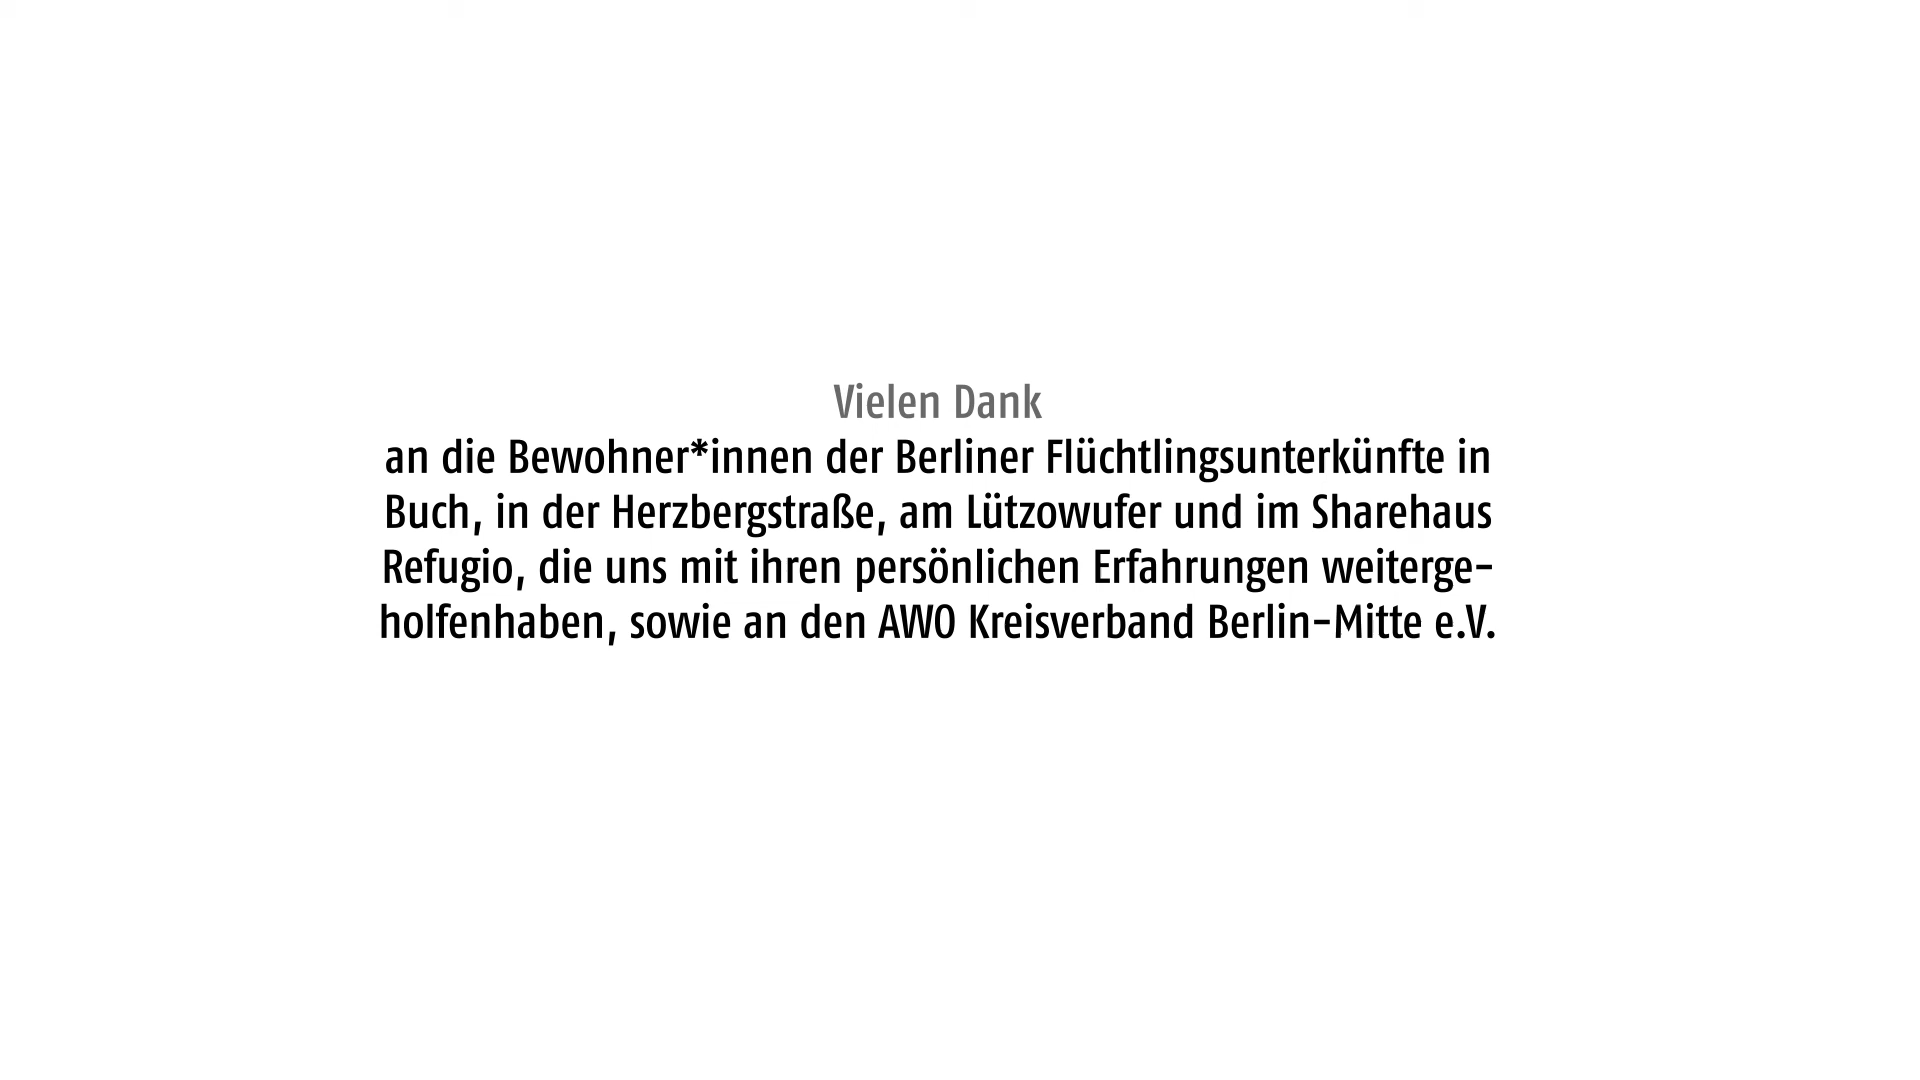 Vielen Dank
an die Bewohner*innen der Berliner Flüchtlingsunterkünfte in
Buch, in der Herzbergstraße, am Lützowufer und im Sharehaus
Refugio, die uns mit ihren persönlichen Erfahrungen weiterge-
holfenhaben, sowie an den AWO Kreisverband Berlin-Mitte e.V.